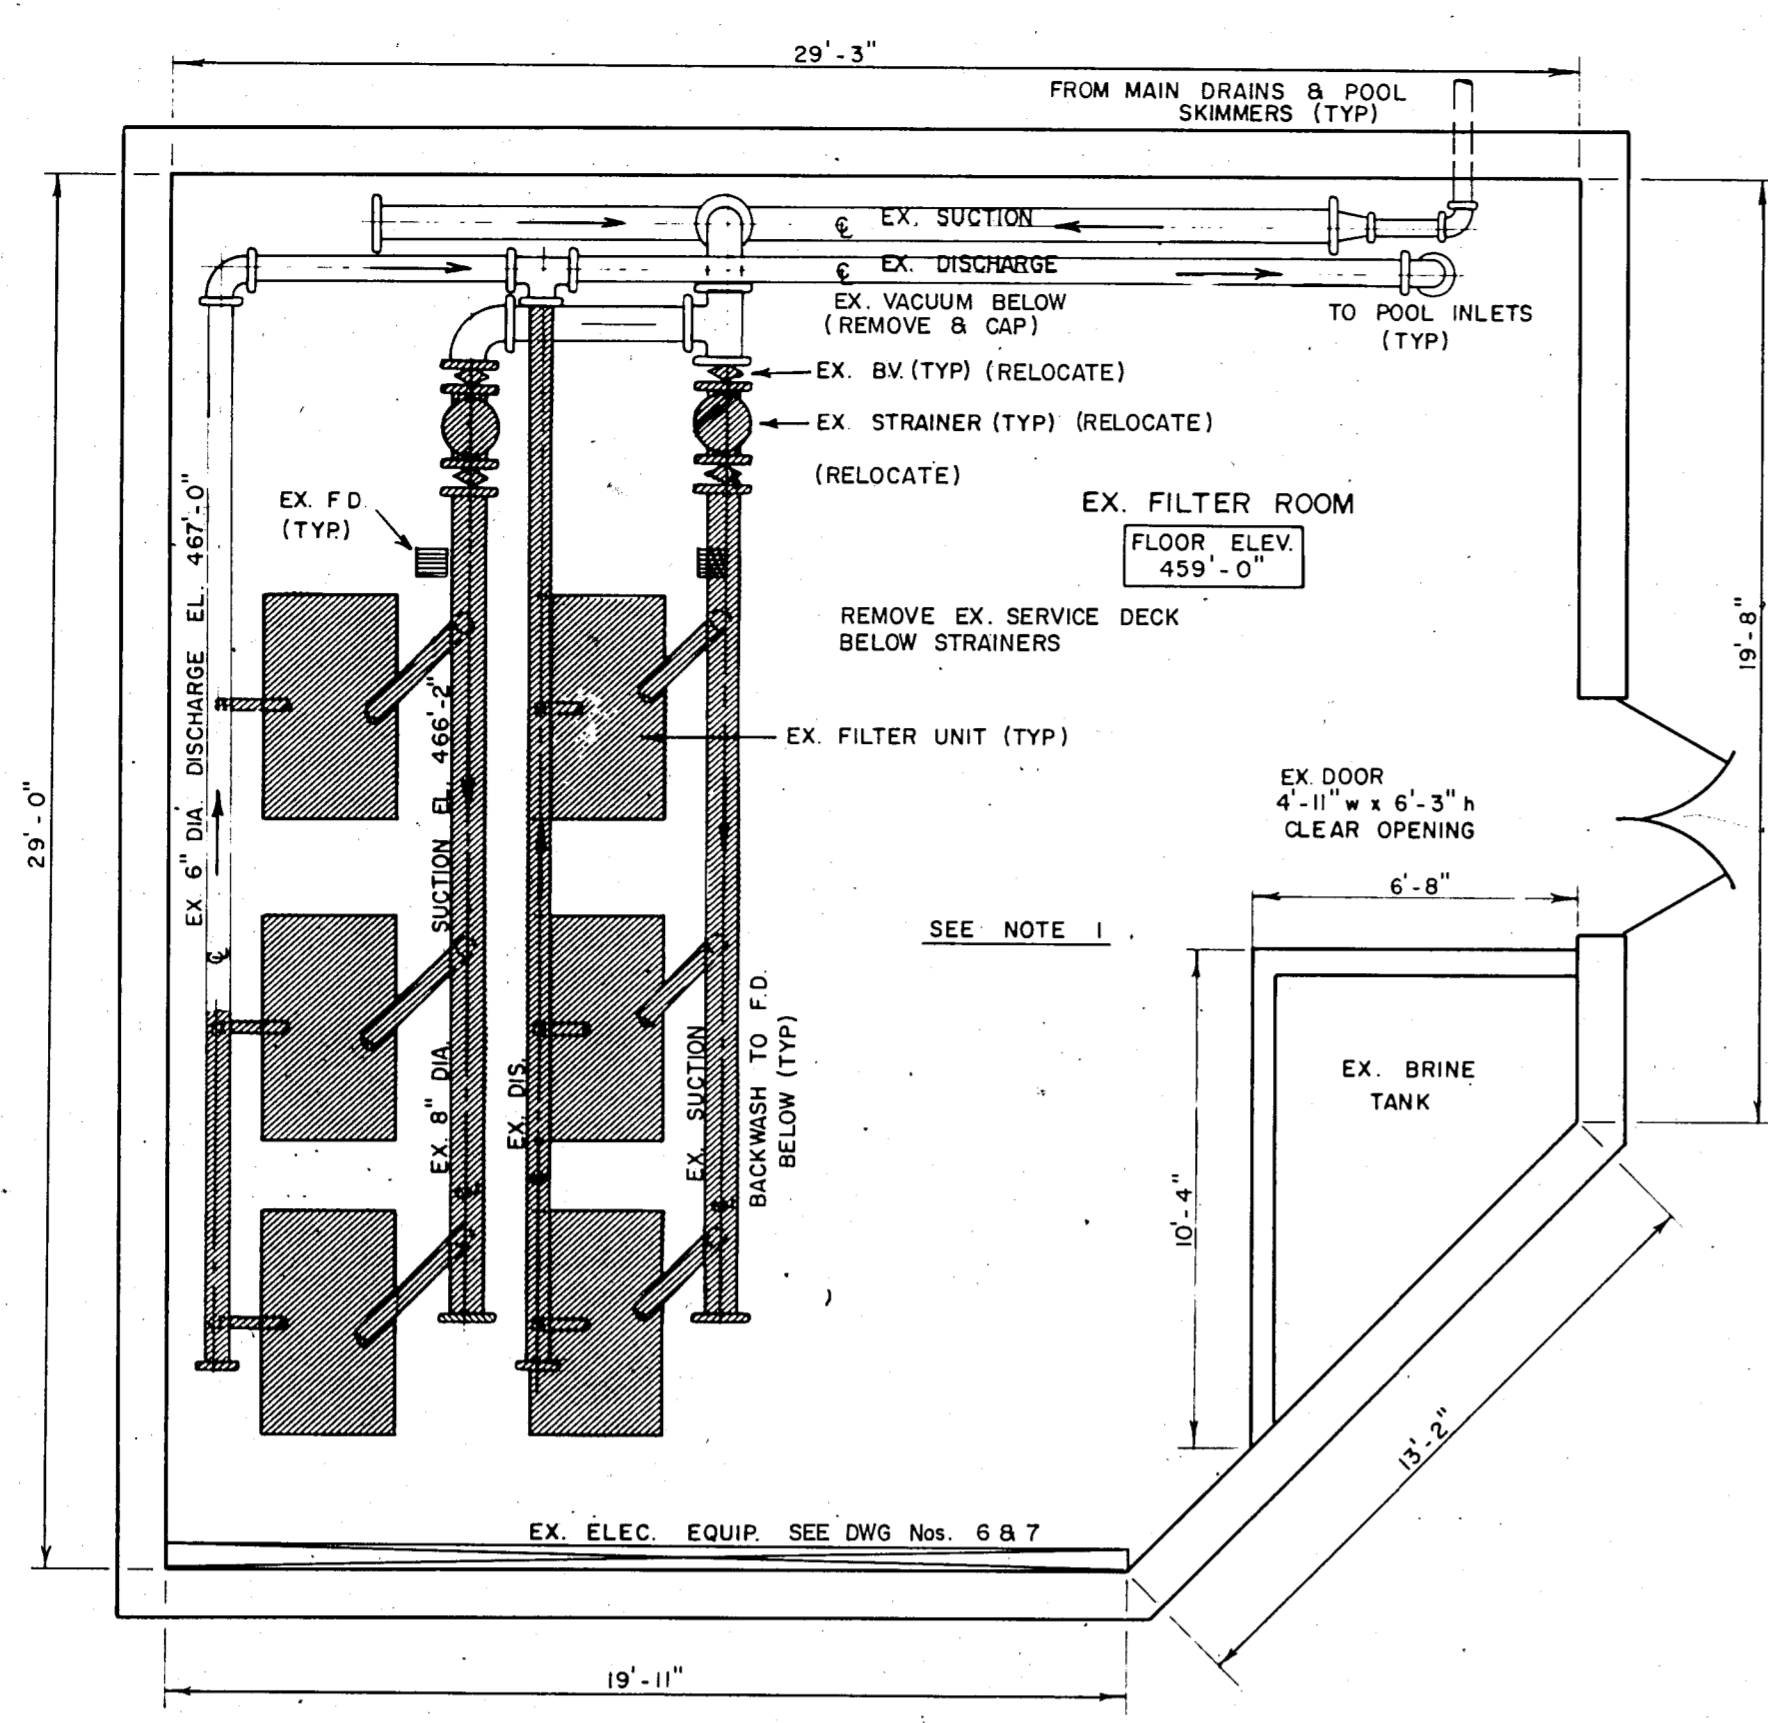 29'-3"
FROM MAIN DRAINS & POOL
SKIMMERS (TYP)
℄ EX. SUCTION
℄ EX. DISCHARGE
EX. VACUUM BELOW
(REMOVE & CAP)
TO POOL INLETS
(TYP)
EX. B.V. (TYP) (RELOCATE)
EX. STRAINER (TYP) (RELOCATE)
(RELOCATE)
EX. F.D.
(TYP.)
EX. FILTER ROOM
FLOOR ELEV.
459'-0"
REMOVE EX. SERVICE DECK
BELOW STRAINERS
EX. FILTER UNIT (TYP)
EX. DOOR
4'-11" w x 6'-3" h
CLEAR OPENING
19'-8"
29'-0"
EX 6" DIA. DISCHARGE EL. 467'-0"
℄
EX. 8" DIA. SUCTION EL. 466'-2"
EX. DIS.
EX. SUCTION
BACKWASH TO F.D.
BELOW (TYP)
SEE NOTE 1
6'-8"
EX. BRINE
TANK
10'-4"
13'-2"
EX. ELEC. EQUIP. SEE DWG Nos. 6 & 7
19'-11"